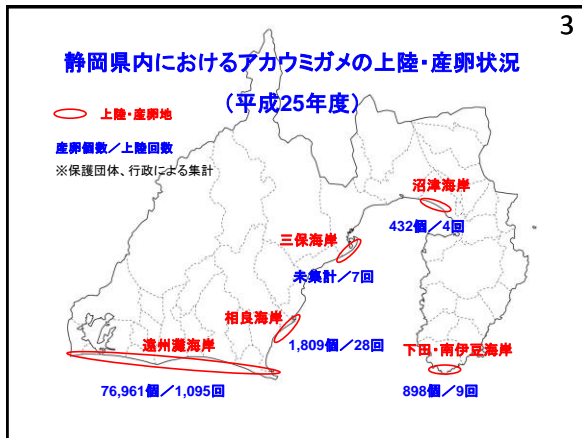 3
静岡県内におけるアカウミガメの上陸・産卵状況
（平成25年度）
上陸・産卵地
産卵個数／上陸回数
※保護団体、行政による集計
沼津海岸
432個／4回
三保海岸
未集計／7回
相良海岸
1,809個／28回
遠州灘海岸
76,961個／1,095回
下田・南伊豆海岸
898個／9回